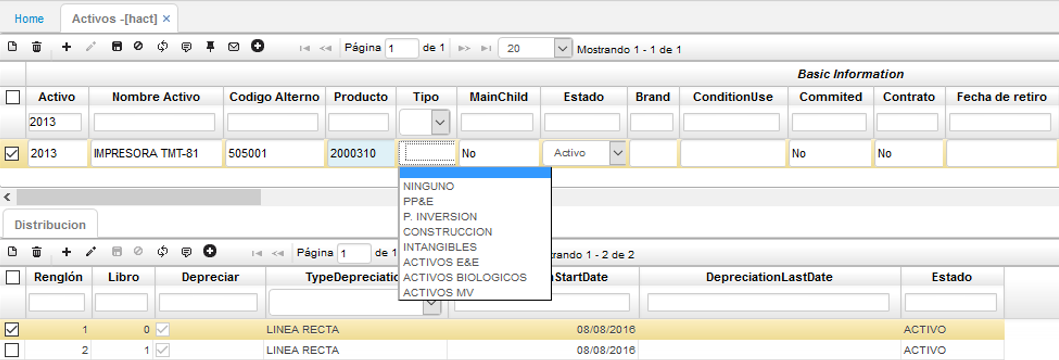 Home Activos -[hact] ×
Página 1 de 1 20 Mostrando 1 - 1 de 1
Basic Information
Activo Nombre Activo Codigo Alterno Producto Tipo MainChild Estado Brand ConditionUse Commited Contrato Fecha de retiro
2013
2013 IMPRESORA TMT-81 505001 2000310 No Activo No No
NINGUNO
PP&E
P. INVERSION
CONSTRUCCION
INTANGIBLES
ACTIVOS E&E
ACTIVOS BIOLOGICOS
ACTIVOS MV
Distribucion
Página 1 de 1 trando 1 - 2 de 2
Renglón Libro Depreciar TypeDepreciatio StartDate DepreciationLastDate Estado
1 0 LINEA RECTA 08/08/2016 ACTIVO
2 1 LINEA RECTA 08/08/2016 ACTIVO